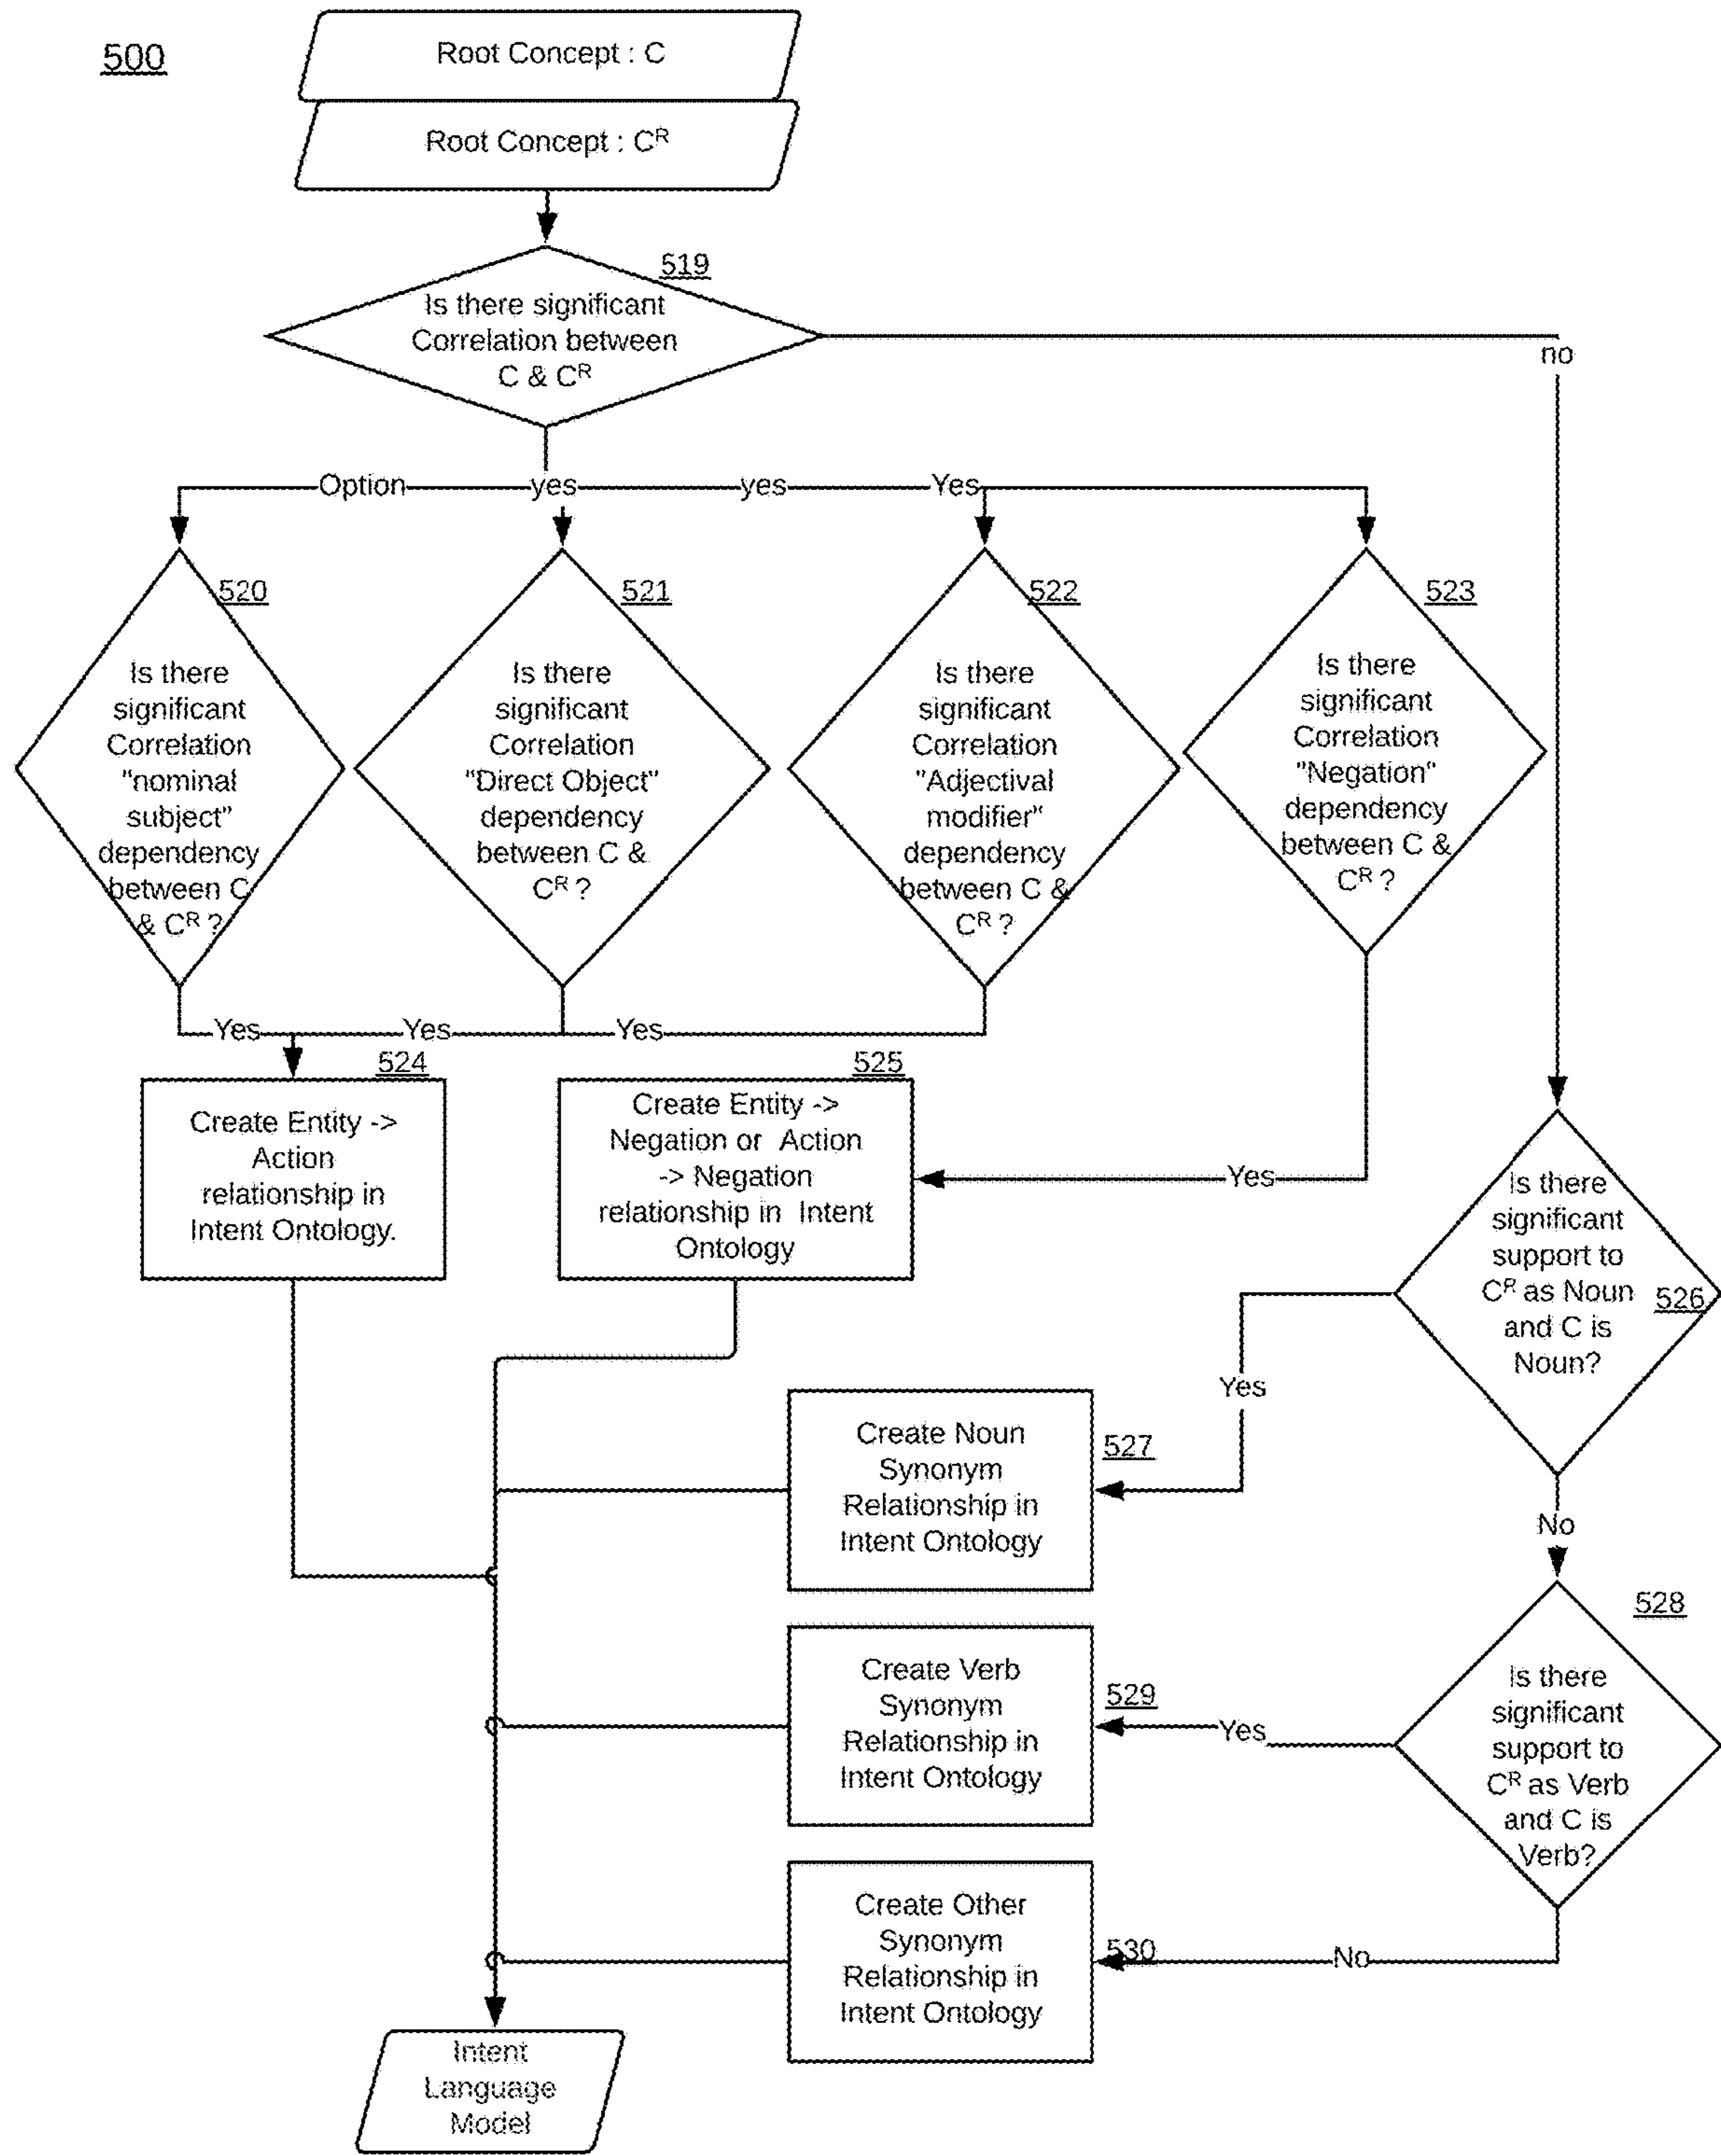 500
Root Concept : C
Root Concept : Cᴿ
519
Is there significant
Correlation between
C & Cᴿ
no
Option
yes
yes
Yes
520
Is there
significant
Correlation
"nominal
subject"
dependency
between C
& Cᴿ ?
521
Is there
significant
Correlation
"Direct Object"
dependency
between C &
Cᴿ ?
522
Is there
significant
Correlation
"Adjectival
modifier"
dependency
between C &
Cᴿ ?
523
Is there
significant
Correlation
"Negation"
dependency
between C &
Cᴿ ?
Yes
Yes
Yes
524
Create Entity ->
Action
relationship in
Intent Ontology.
525
Create Entity ->
Negation or Action
-> Negation
relationship in Intent
Ontology
Yes
Is there
significant
support to
Cᴿ as Noun
and C is
Noun?
526
Yes
Create Noun
Synonym
Relationship in
Intent Ontology
527
No
528
Is there
significant
support to
Cᴿ as Verb
and C is
Verb?
Create Verb
Synonym
Relationship in
Intent Ontology
529
Yes
Create Other
Synonym
Relationship in
Intent Ontology
530
No
Intent
Language
Model